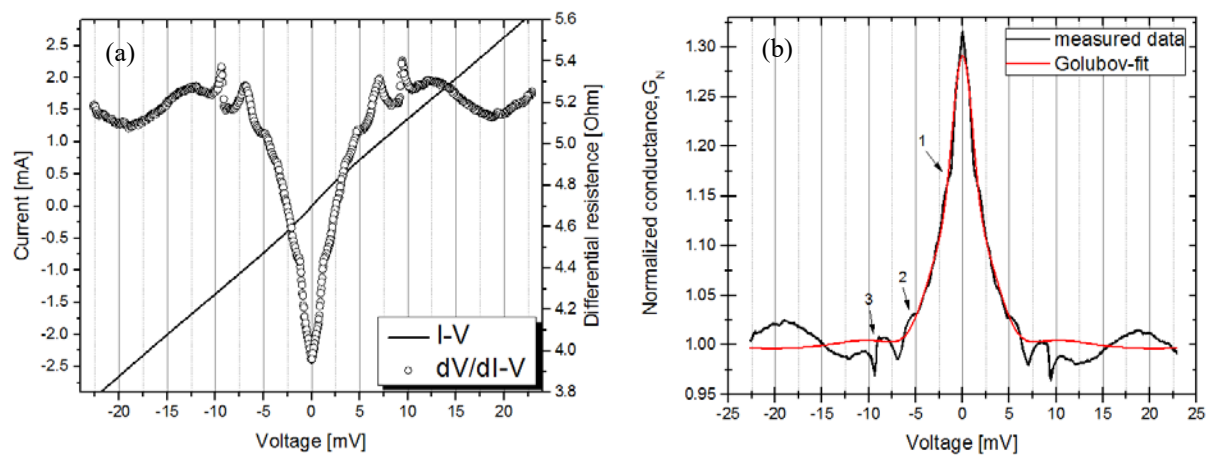 (a)
2.5
2.0
1.5
1.0
0.5
0.0
-0.5
-1.0
-1.5
-2.0
-2.5
Current [mA]
5.6
5.4
5.2
5.0
4.8
4.6
4.4
4.2
4.0
3.8
Differential resistence [Ohm]
I-V
dV/dI-V
-20 -15 -10 -5 0 5 10 15 20
Voltage [mV]
(b)
1.30
1.25
1.20
1.15
1.10
1.05
1.00
0.95
Normalized conductance,G_N
measured data
Golubov-fit
1
2
3
-25 -20 -15 -10 -5 0 5 10 15 20 25
Voltage [mV]